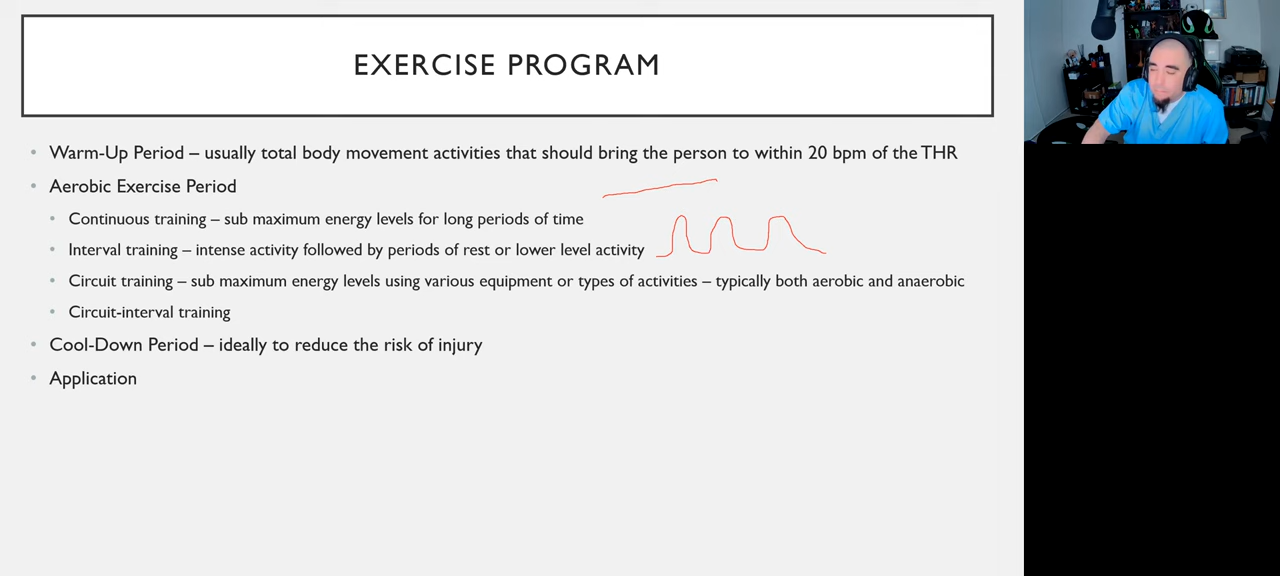 EXERCISE PROGRAM
• Warm-Up Period – usually total body movement activities that should bring the person to within 20 bpm of the THR
• Aerobic Exercise Period
• Continuous training – sub maximum energy levels for long periods of time
• Interval training – intense activity followed by periods of rest or lower level activity
• Circuit training – sub maximum energy levels using various equipment or types of activities – typically both aerobic and anaerobic
• Circuit-interval training
• Cool-Down Period – ideally to reduce the risk of injury
• Application